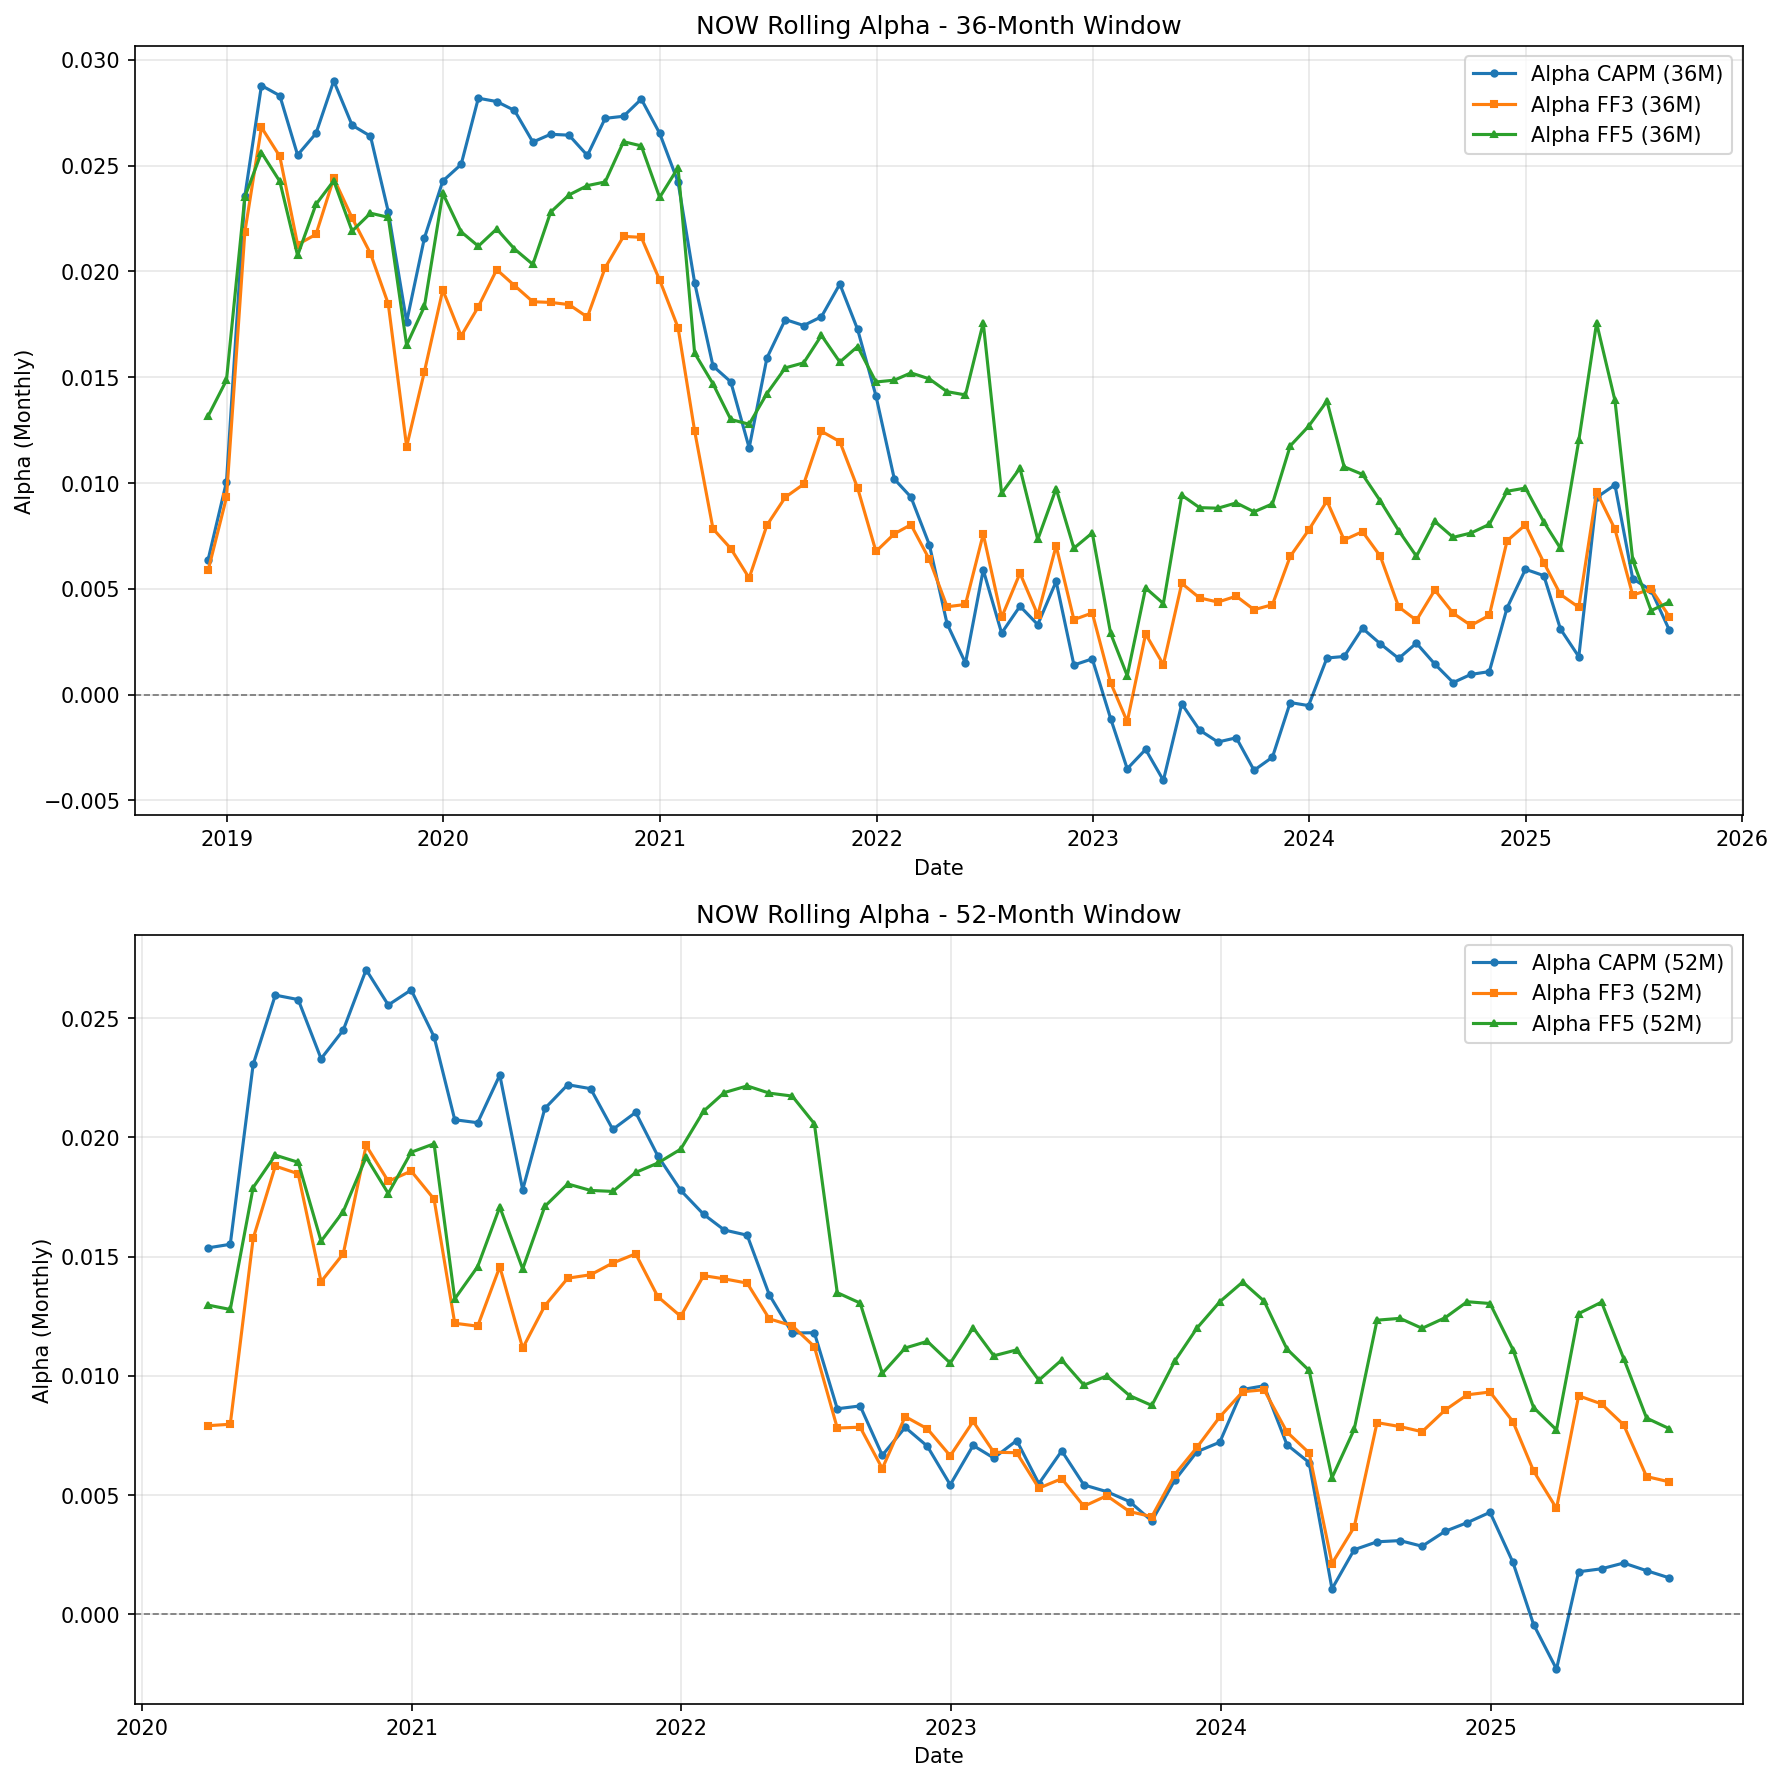 NOW Rolling Alpha - 36-Month Window
Alpha CAPM (36M)
Alpha FF3 (36M)
Alpha FF5 (36M)
0.030
0.025
0.020
0.015
0.010
0.005
0.000
−0.005
Alpha (Monthly)
2019 2020 2021 2022 2023 2024 2025 2026
Date
NOW Rolling Alpha - 52-Month Window
Alpha CAPM (52M)
Alpha FF3 (52M)
Alpha FF5 (52M)
0.025
0.020
0.015
0.010
0.005
0.000
Alpha (Monthly)
2020 2021 2022 2023 2024 2025
Date